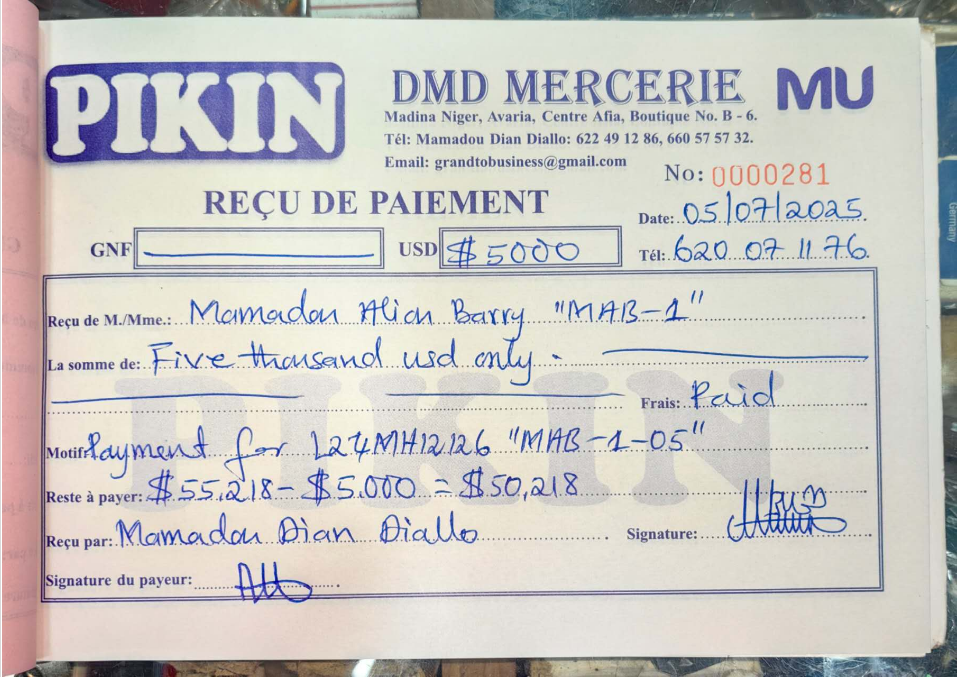 PIKIN
DMD MERCERIE
MU
Madina Niger, Avaria, Centre Afia, Boutique No. B - 6.
Tél: Mamadou Dian Diallo: 622 49 12 86, 660 57 57 32.
Email: grandtobusiness@gmail.com
No: 0000281
REÇU DE PAIEMENT
Date: 05/07/2025
GNF
USD $5000
Tél: 620 07 11 76
Reçu de M./Mme.: Mamadou Alion Barry "MAB-1"
La somme de: Five thousand usd only -
Frais: Paid
Motif: Payment for L24MH12126 "MAB-1-05"
Reste à payer: $55,218 - $5.000 = $50,218
Reçu par: Mamadou Dian Diallo
Signature:
Signature du payeur:
PIKIN
Germany